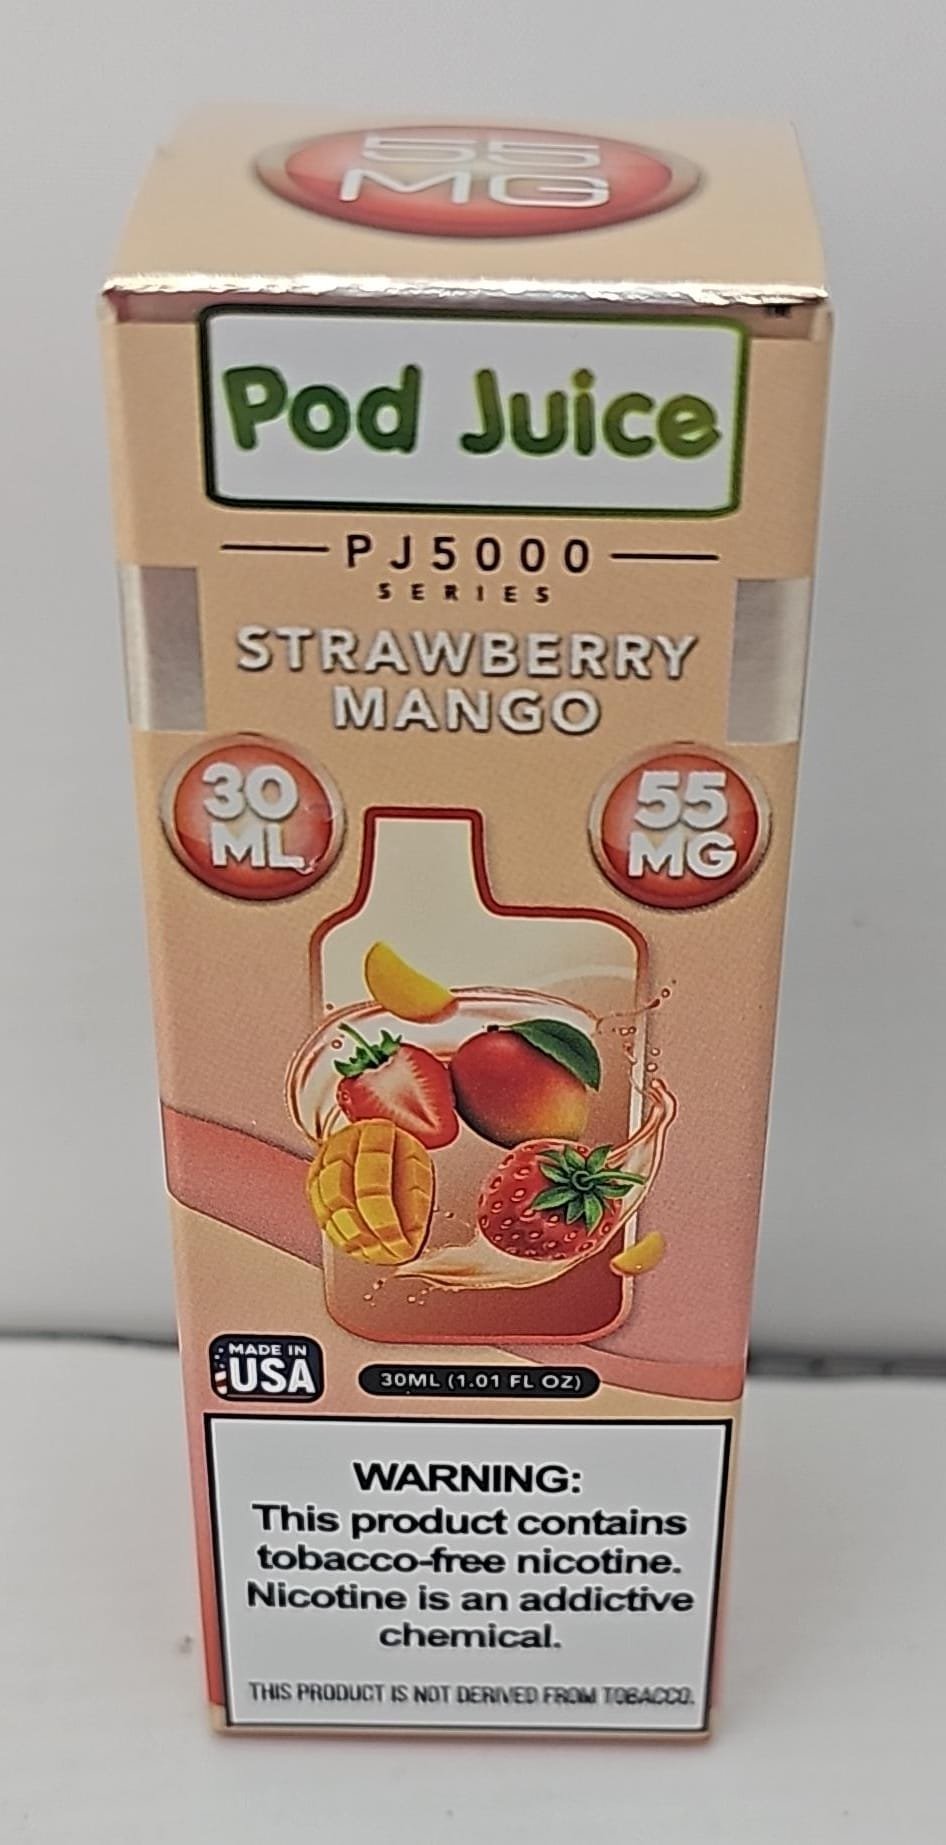 55
MG
Pod Juice
PJ5000
SERIES
STRAWBERRY
MANGO
30
ML
55
MG
MADE IN
USA
30ML (1.01 FL OZ)
WARNING:
This product contains
tobacco-free nicotine.
Nicotine is an addictive
chemical.
THIS PRODUCT IS NOT DERIVED FROM TOBACCO.